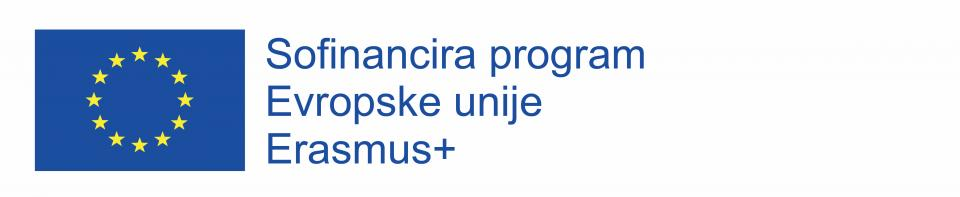 Sofinancira program
Evropske unije
Erasmus+